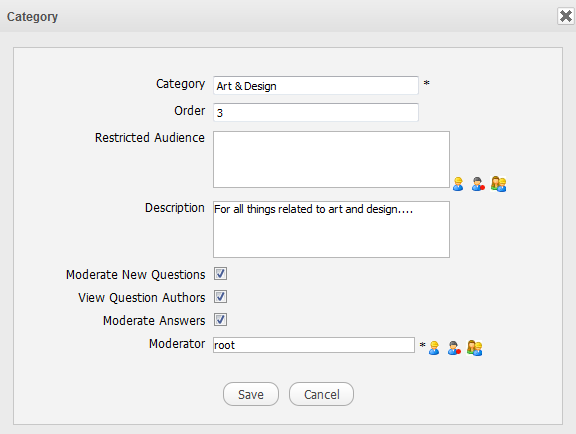 Category
Category Art & Design *
Order 3
Restricted Audience
Description For all things related to art and design....
Moderate New Questions
View Question Authors
Moderate Answers
Moderator root *
Save Cancel